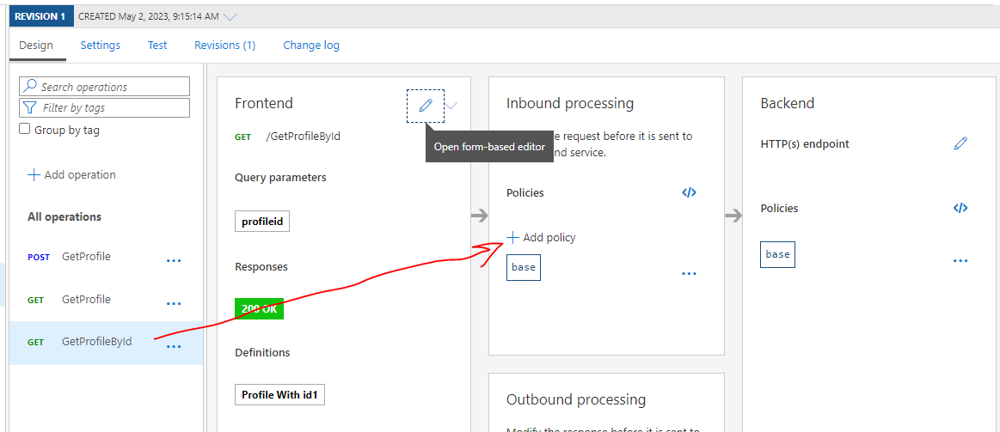 REVISION 1 CREATED May 2, 2023, 9:15:14 AM
Design Settings Test Revisions (1) Change log
Search operations
Filter by tags
Group by tag
+ Add operation
All operations
POST GetProfile ...
GET GetProfile ...
GET GetProfileById ...
Frontend
Open form-based editor
GET /GetProfileById
Query parameters
profileid
Responses
200 OK
Definitions
Profile With id1
Inbound processing
request before it is sent to
service.
Policies </>
+ Add policy
base ...
Outbound processing
Modify the response before it is sent to
Backend
HTTP(s) endpoint
Policies </>
base
...